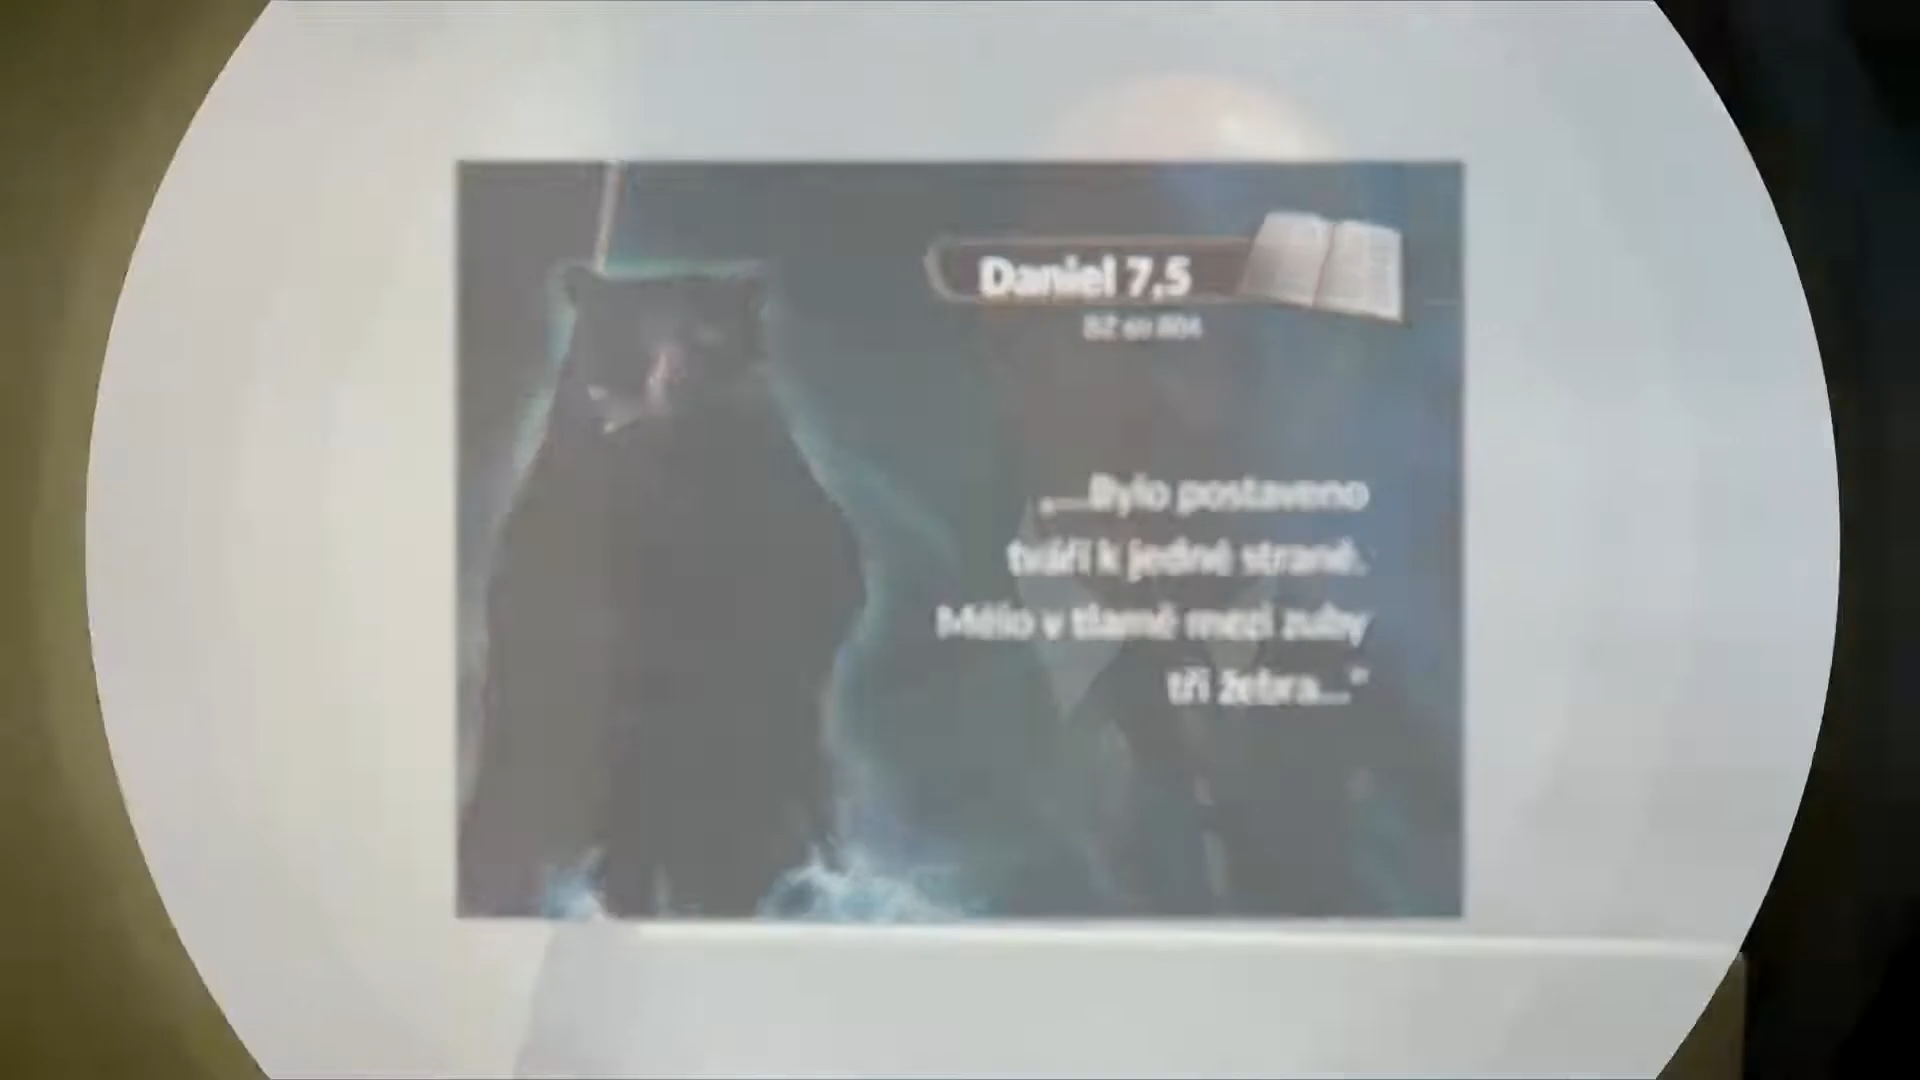 Daniel 7,5
„...Bylo postaveno
tváří k jedné straně.
Mělo v tlamě mezi zuby
tři žebra..."